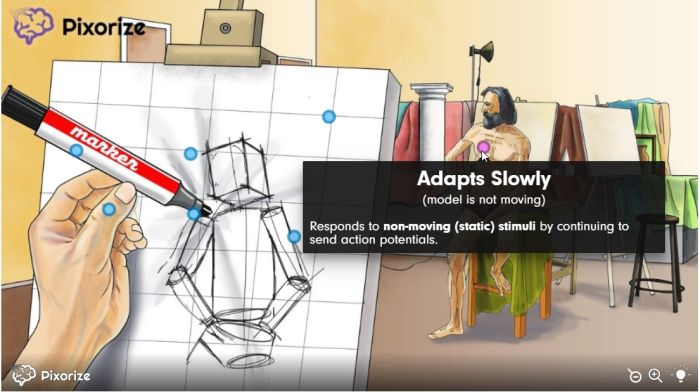 Pixorize
marker
Adapts Slowly
(model is not moving)
Responds to non-moving (static) stimuli by continuing to
send action potentials.
Pixorize